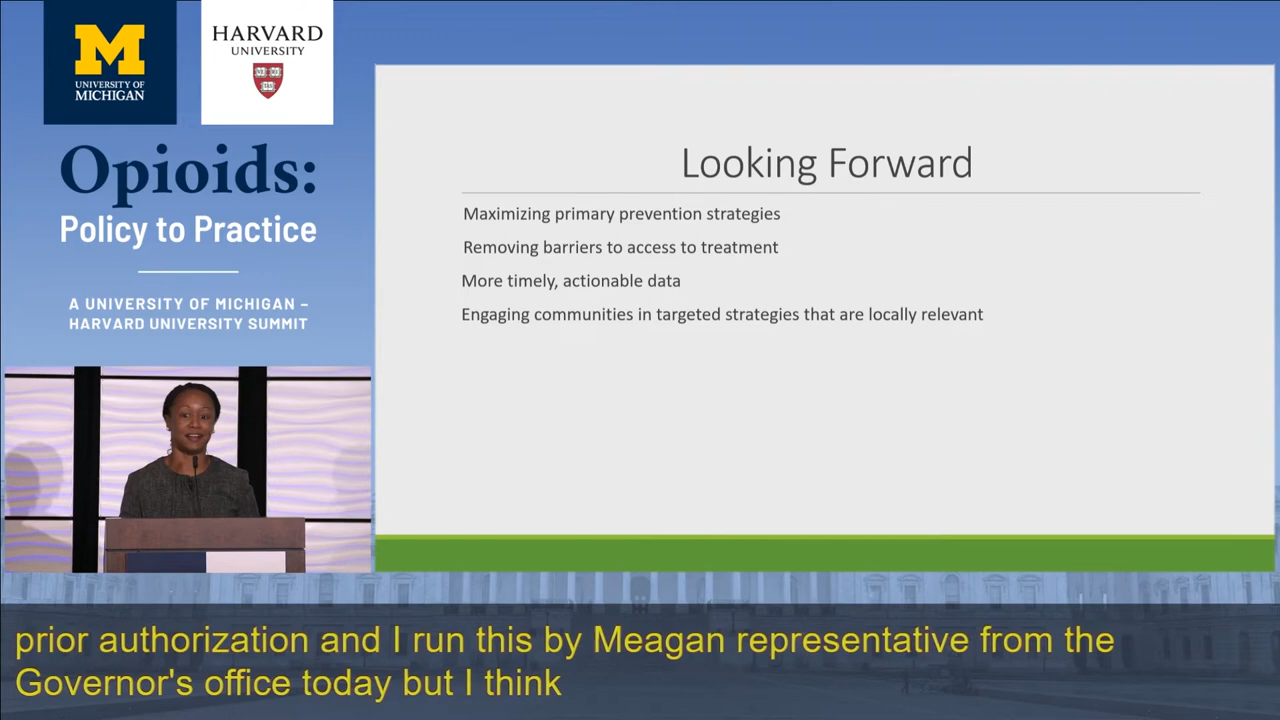 M
UNIVERSITY OF
MICHIGAN
HARVARD
UNIVERSITY
Opioids:
Policy to Practice
A UNIVERSITY OF MICHIGAN –
HARVARD UNIVERSITY SUMMIT
Looking Forward
Maximizing primary prevention strategies
Removing barriers to access to treatment
More timely, actionable data
Engaging communities in targeted strategies that are locally relevant
prior authorization and I run this by Meagan representative from the
Governor's office today but I think